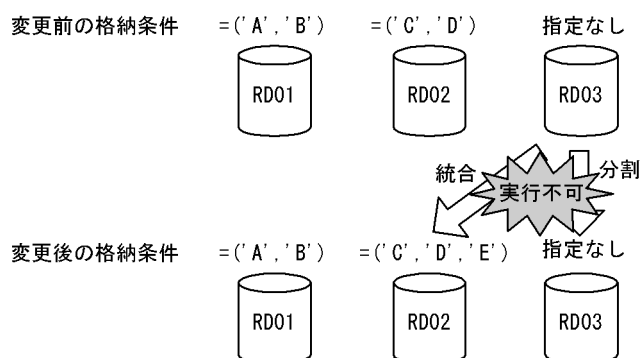 変更前の格納条件 =('A','B') =('C','D') 指定なし
RD01 RD02 RD03
統合 分割
実行不可
変更後の格納条件 =('A','B') =('C','D','E') 指定なし
RD01 RD02 RD03